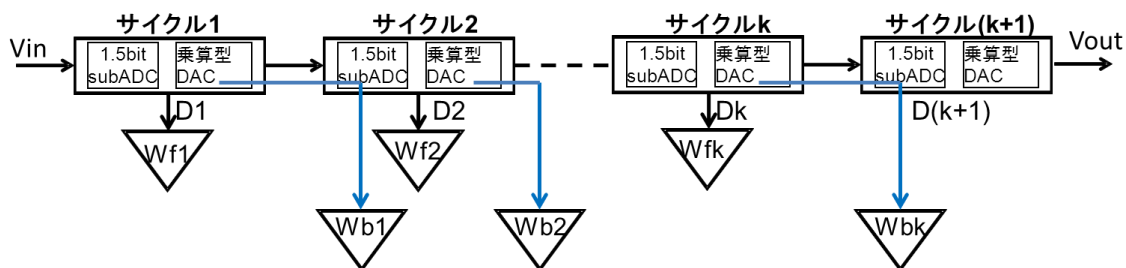 サイクル1
サイクル2
サイクルk
サイクル(k+1)
Vin
1.5bit
subADC
乗算型
DAC
1.5bit
subADC
乗算型
DAC
1.5bit
subADC
乗算型
DAC
1.5bit
subADC
乗算型
DAC
Vout
D1
D2
Dk
D(k+1)
Wf1
Wf2
Wfk
Wb1
Wb2
Wbk